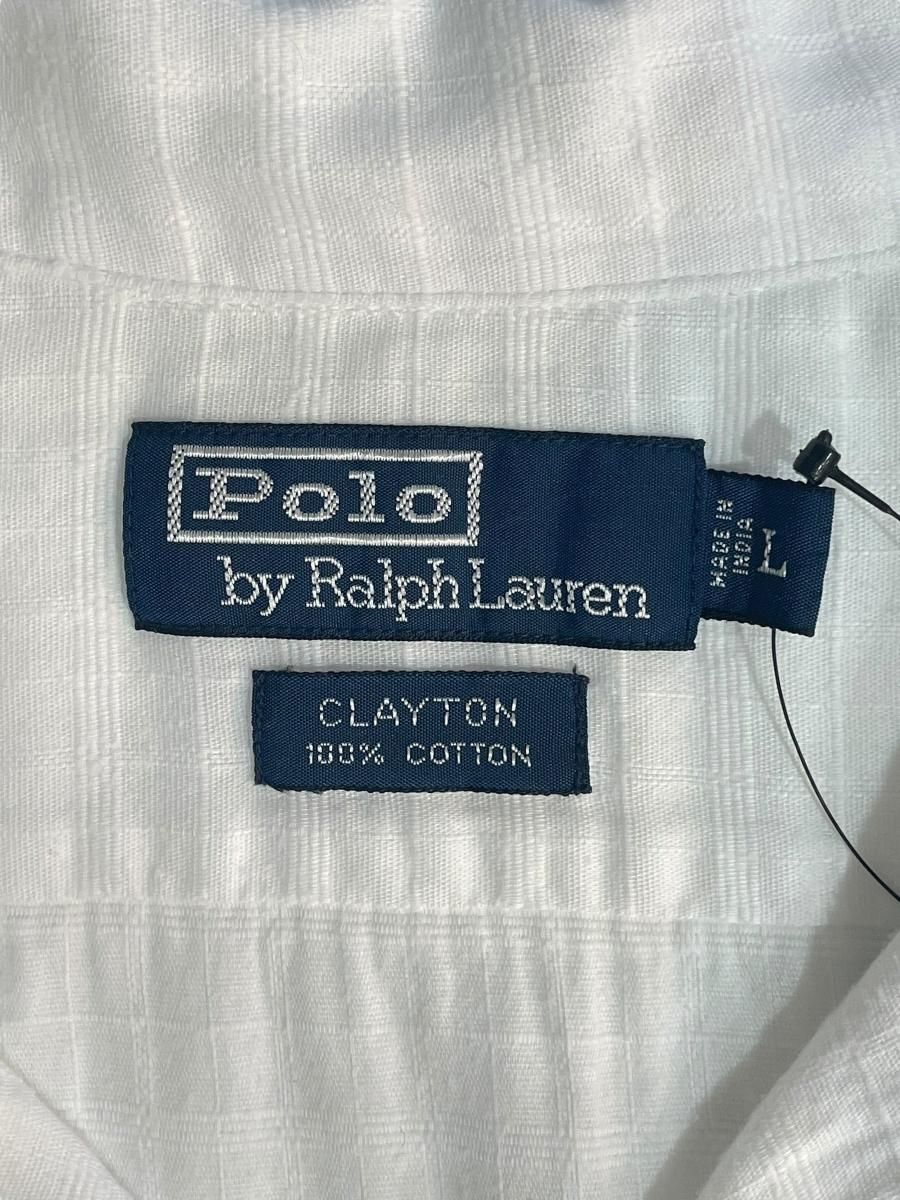 Polo
by Ralph Lauren
MADE IN
INDIA
L
CLAYTON
100% COTTON